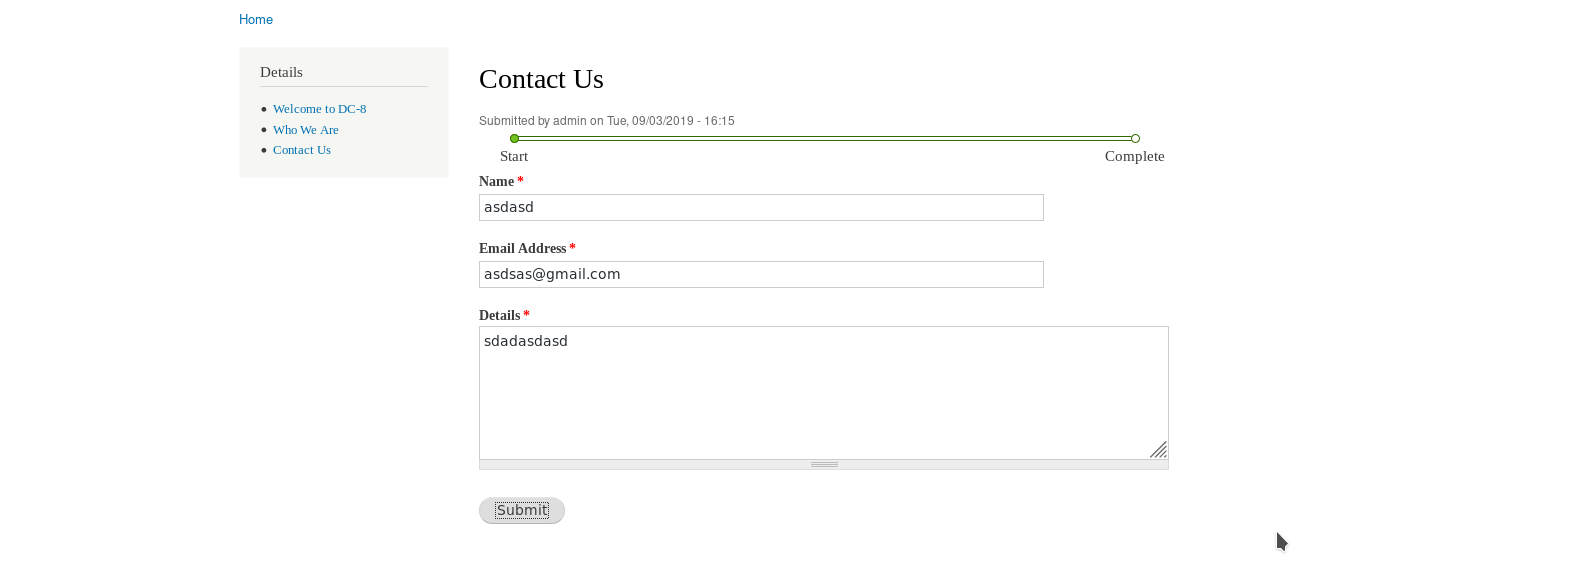 Home
Details
Welcome to DC-8
Who We Are
Contact Us
Contact Us
Submitted by admin on Tue, 09/03/2019 - 16:15
Start
Complete
Name *
asdasd
Email Address *
asdsas@gmail.com
Details *
sdadasdasd
Submit